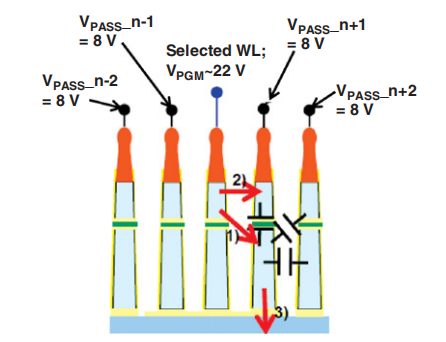 VPASS_n-1
= 8 V
VPASS_n+1
= 8 V
Selected WL;
VPGM~22 V
VPASS_n-2
= 8 V
VPASS_n+2
= 8 V
2)
1)
3)